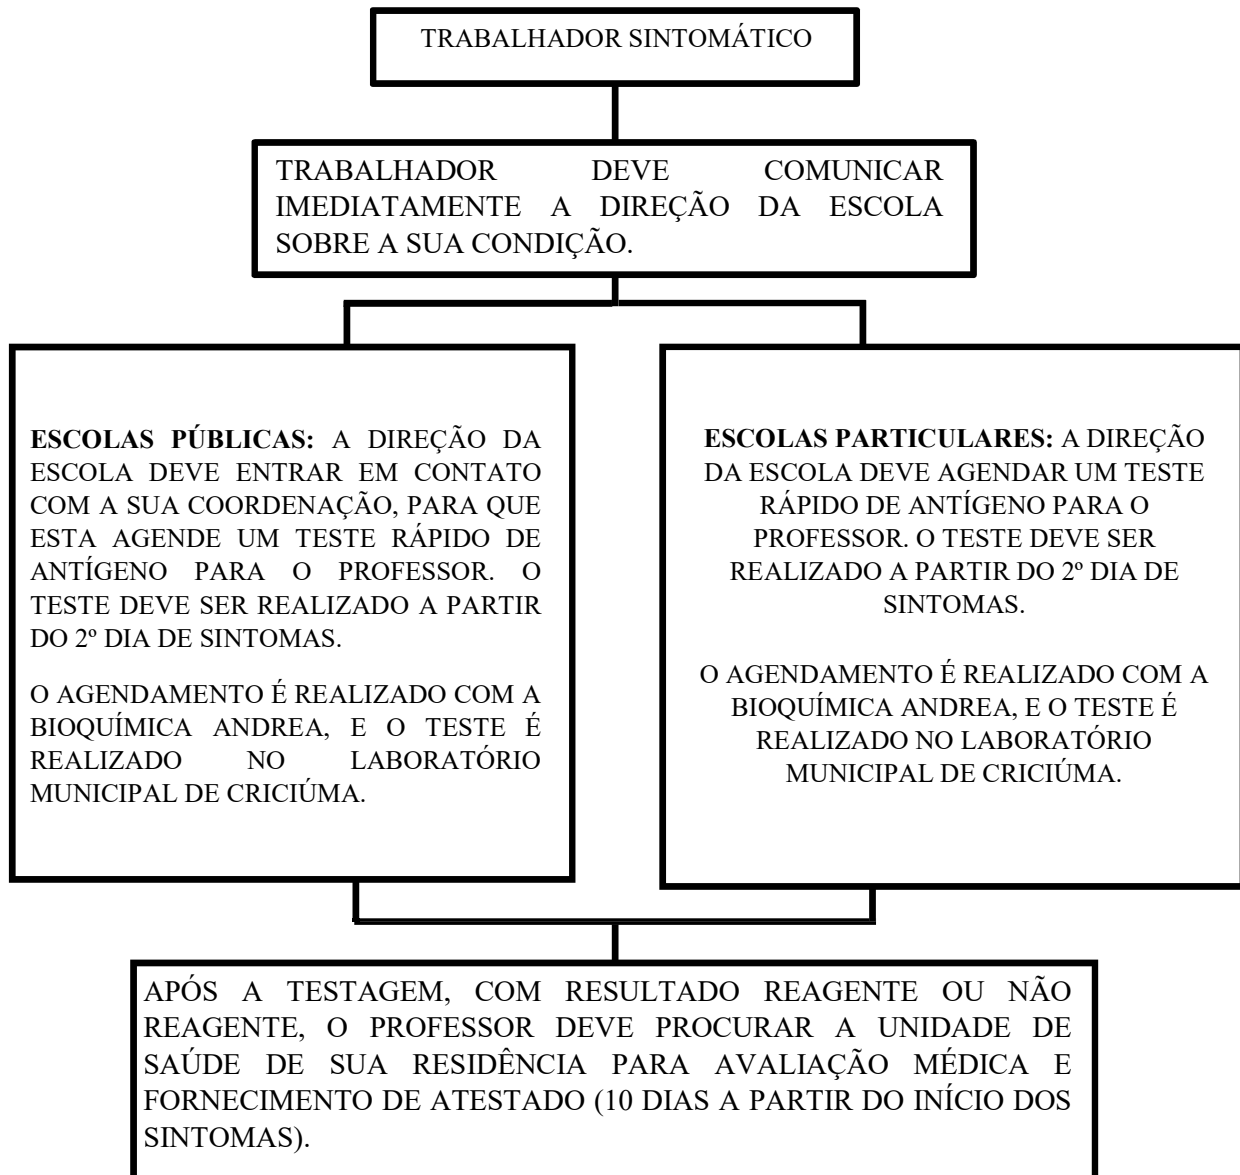 TRABALHADOR SINTOMÁTICO
TRABALHADOR DEVE COMUNICAR
IMEDIATAMENTE A DIREÇÃO DA ESCOLA
SOBRE A SUA CONDIÇÃO.
ESCOLAS PÚBLICAS: A DIREÇÃO DA
ESCOLA DEVE ENTRAR EM CONTATO
COM A SUA COORDENAÇÃO, PARA QUE
ESTA AGENDE UM TESTE RÁPIDO DE
ANTÍGENO PARA O PROFESSOR. O
TESTE DEVE SER REALIZADO A PARTIR
DO 2º DIA DE SINTOMAS.
O AGENDAMENTO É REALIZADO COM A
BIOQUÍMICA ANDREA, E O TESTE É
REALIZADO NO LABORATÓRIO
MUNICIPAL DE CRICIÚMA.
ESCOLAS PARTICULARES: A DIREÇÃO
DA ESCOLA DEVE AGENDAR UM TESTE
RÁPIDO DE ANTÍGENO PARA O
PROFESSOR. O TESTE DEVE SER
REALIZADO A PARTIR DO 2º DIA DE
SINTOMAS.
O AGENDAMENTO É REALIZADO COM A
BIOQUÍMICA ANDREA, E O TESTE É
REALIZADO NO LABORATÓRIO
MUNICIPAL DE CRICIÚMA.
APÓS A TESTAGEM, COM RESULTADO REAGENTE OU NÃO
REAGENTE, O PROFESSOR DEVE PROCURAR A UNIDADE DE
SAÚDE DE SUA RESIDÊNCIA PARA AVALIAÇÃO MÉDICA E
FORNECIMENTO DE ATESTADO (10 DIAS A PARTIR DO INÍCIO DOS
SINTOMAS).